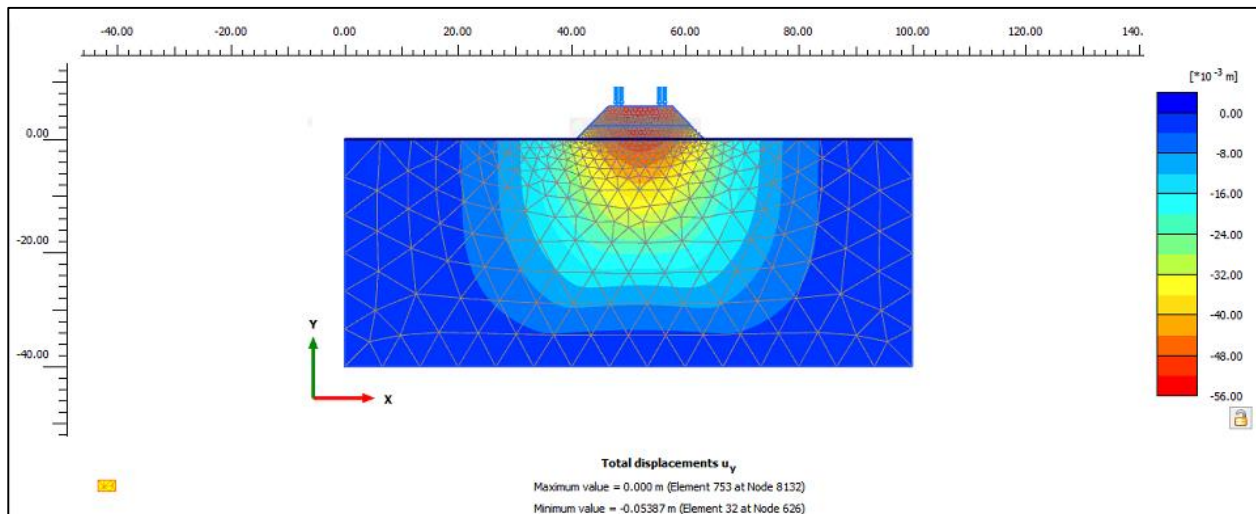 -40.00 -20.00 0.00 20.00 40.00 60.00 80.00 100.00 120.00 140.
[*10⁻³ m]
0.00
-20.00
-40.00
Y
X
0.00
-8.00
-16.00
-24.00
-32.00
-40.00
-48.00
-56.00
Total displacements uy
Maximum value = 0.000 m (Element 753 at Node 8132)
Minimum value = -0.05387 m (Element 32 at Node 626)